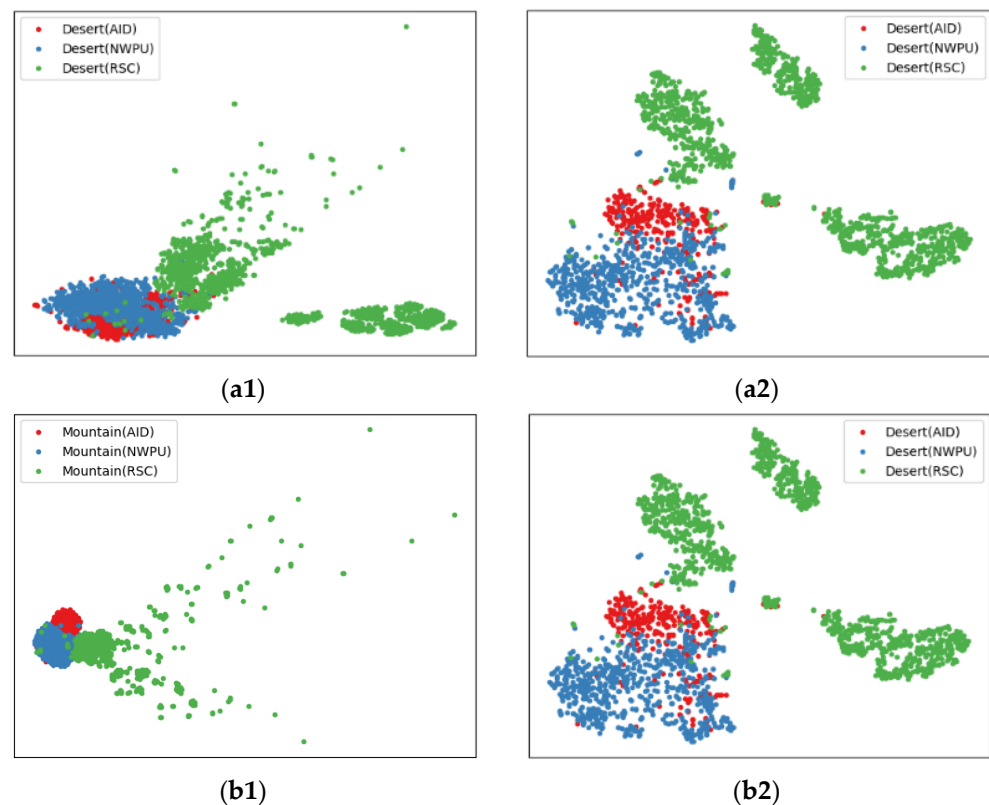 Desert(AID)
Desert(NWPU)
Desert(RSC)
Desert(AID)
Desert(NWPU)
Desert(RSC)
(a1)
(a2)
Mountain(AID)
Mountain(NWPU)
Mountain(RSC)
Desert(AID)
Desert(NWPU)
Desert(RSC)
(b1)
(b2)